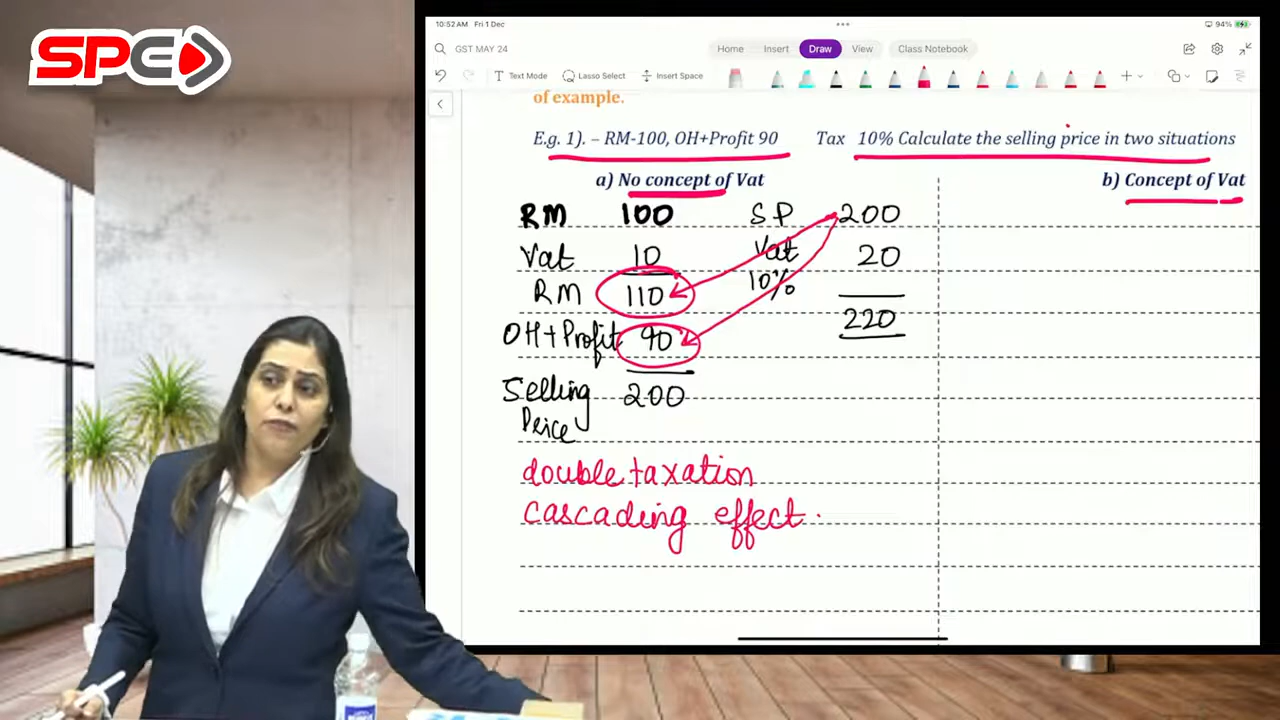 SPED
10:52 AM Fri 1 Dec
94%
GST MAY 24
Home Insert Draw View Class Notebook
Text Mode Lasso Select Insert Space
of example.
E.g. 1). – RM-100, OH+Profit 90 Tax 10% Calculate the selling price in two situations
a) No concept of Vat b) Concept of Vat
RM 100 SP 200
Vat 10 Vat 20
10%
RM 110
220
OH+Profit 90
Selling 200
Price
double taxation
cascading effect.